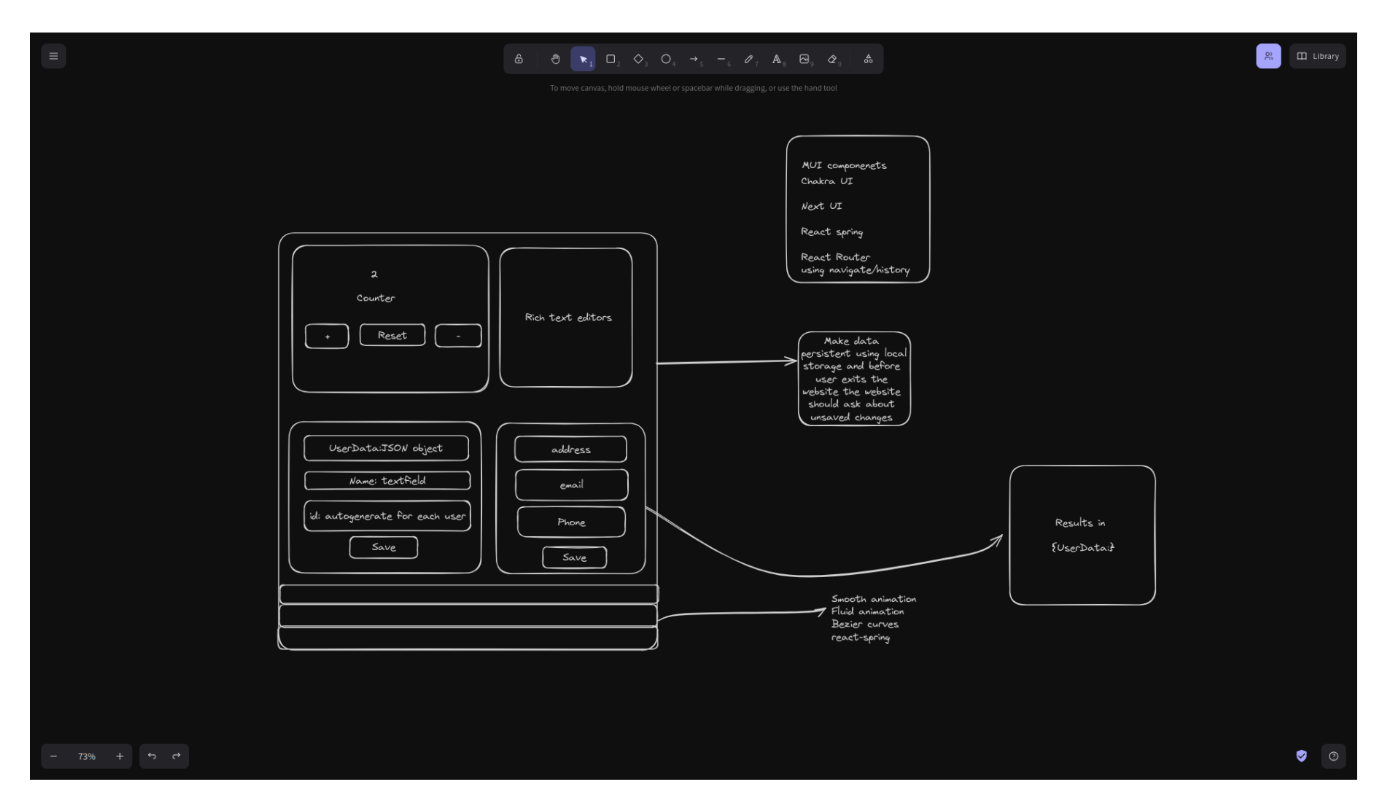 Library
To move canvas, hold mouse wheel or spacebar while dragging, or use the hand tool
MUI componenets
Chakra UI
Next UI
React spring
React Router
using navigate/history
2
Counter
+
Reset
-
Rich text editors
Make data
persistent using local
storage and before
user exits the
website the website
should ask about
unsaved changes
UserData:JSON object
Name: textfield
id: autogenerate for each user
Save
address
email
Phone
Save
Results in
{UserData:}
Smooth animation
Fluid animation
Bezier curves
react-spring
73%